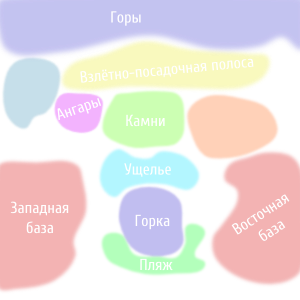 Горы
Взлётно-посадочная полоса
Ангары
Камни
Ущелье
Западная
база
Горка
Восточная
база
Пляж